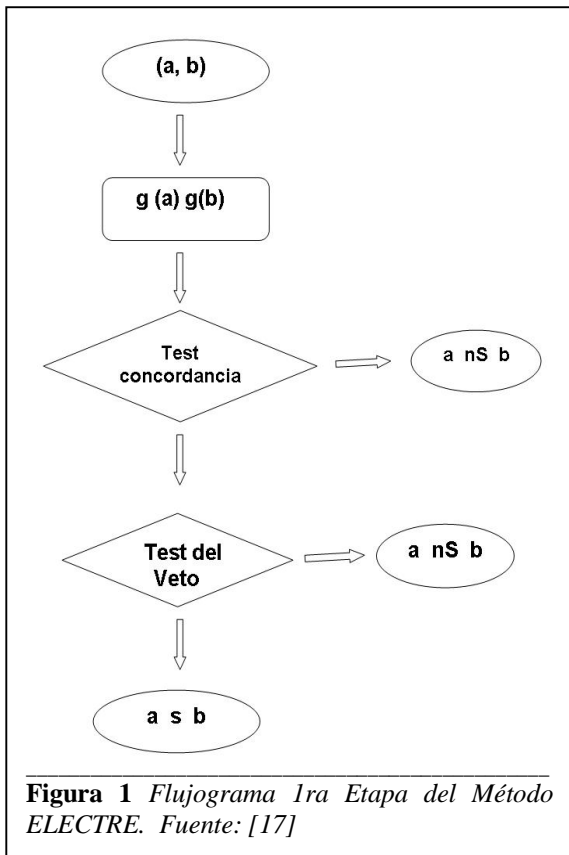 (a, b)
g (a) g(b)
Test
concordancia
a nS b
Test del
Veto
a nS b
a s b
Figura 1 Flujograma 1ra Etapa del Método
ELECTRE. Fuente: [17]